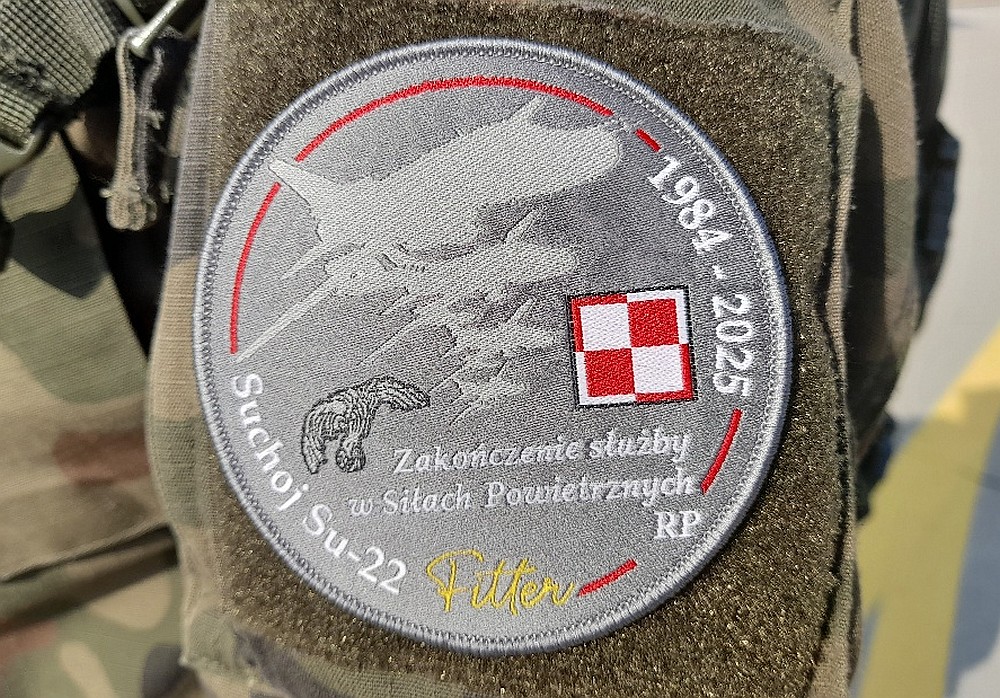 1984 - 2025
Zakończenie służby
w Siłach Powietrznych
RP
Suchoj Su-22 Fitter